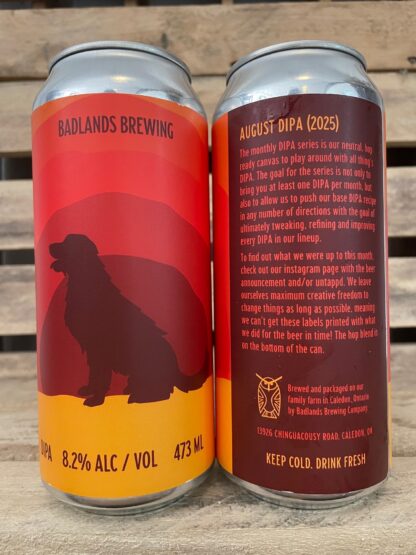 BADLANDS BREWING
DIPA 8.2% ALC / VOL 473 ML
AUGUST DIPA (2025)
The monthly DIPA series is our neutral, hop
ready canvas to play around with all thing's
DIPA. The goal for the series is not only to
bring you at least one DIPA per month, but
also to allow us to push our base DIPA recipe
in any number of directions with the goal of
ultimately tweaking, refining and improving
every DIPA in our lineup.
To find out what we were up to this month,
check out our instagram page with the beer
announcement and/or untappd. We leave
ourselves maximum creative freedom to
change things as long as possible, meaning
we can't get these labels printed with what
we did for the beer in time! The hop blend is
on the bottom of the can.
Brewed and packaged on our
family farm in Caledon, Ontario
by Badlands Brewing Company
13926 CHINGUACOUSY ROAD, CALEDON, ON
KEEP COLD. DRINK FRESH